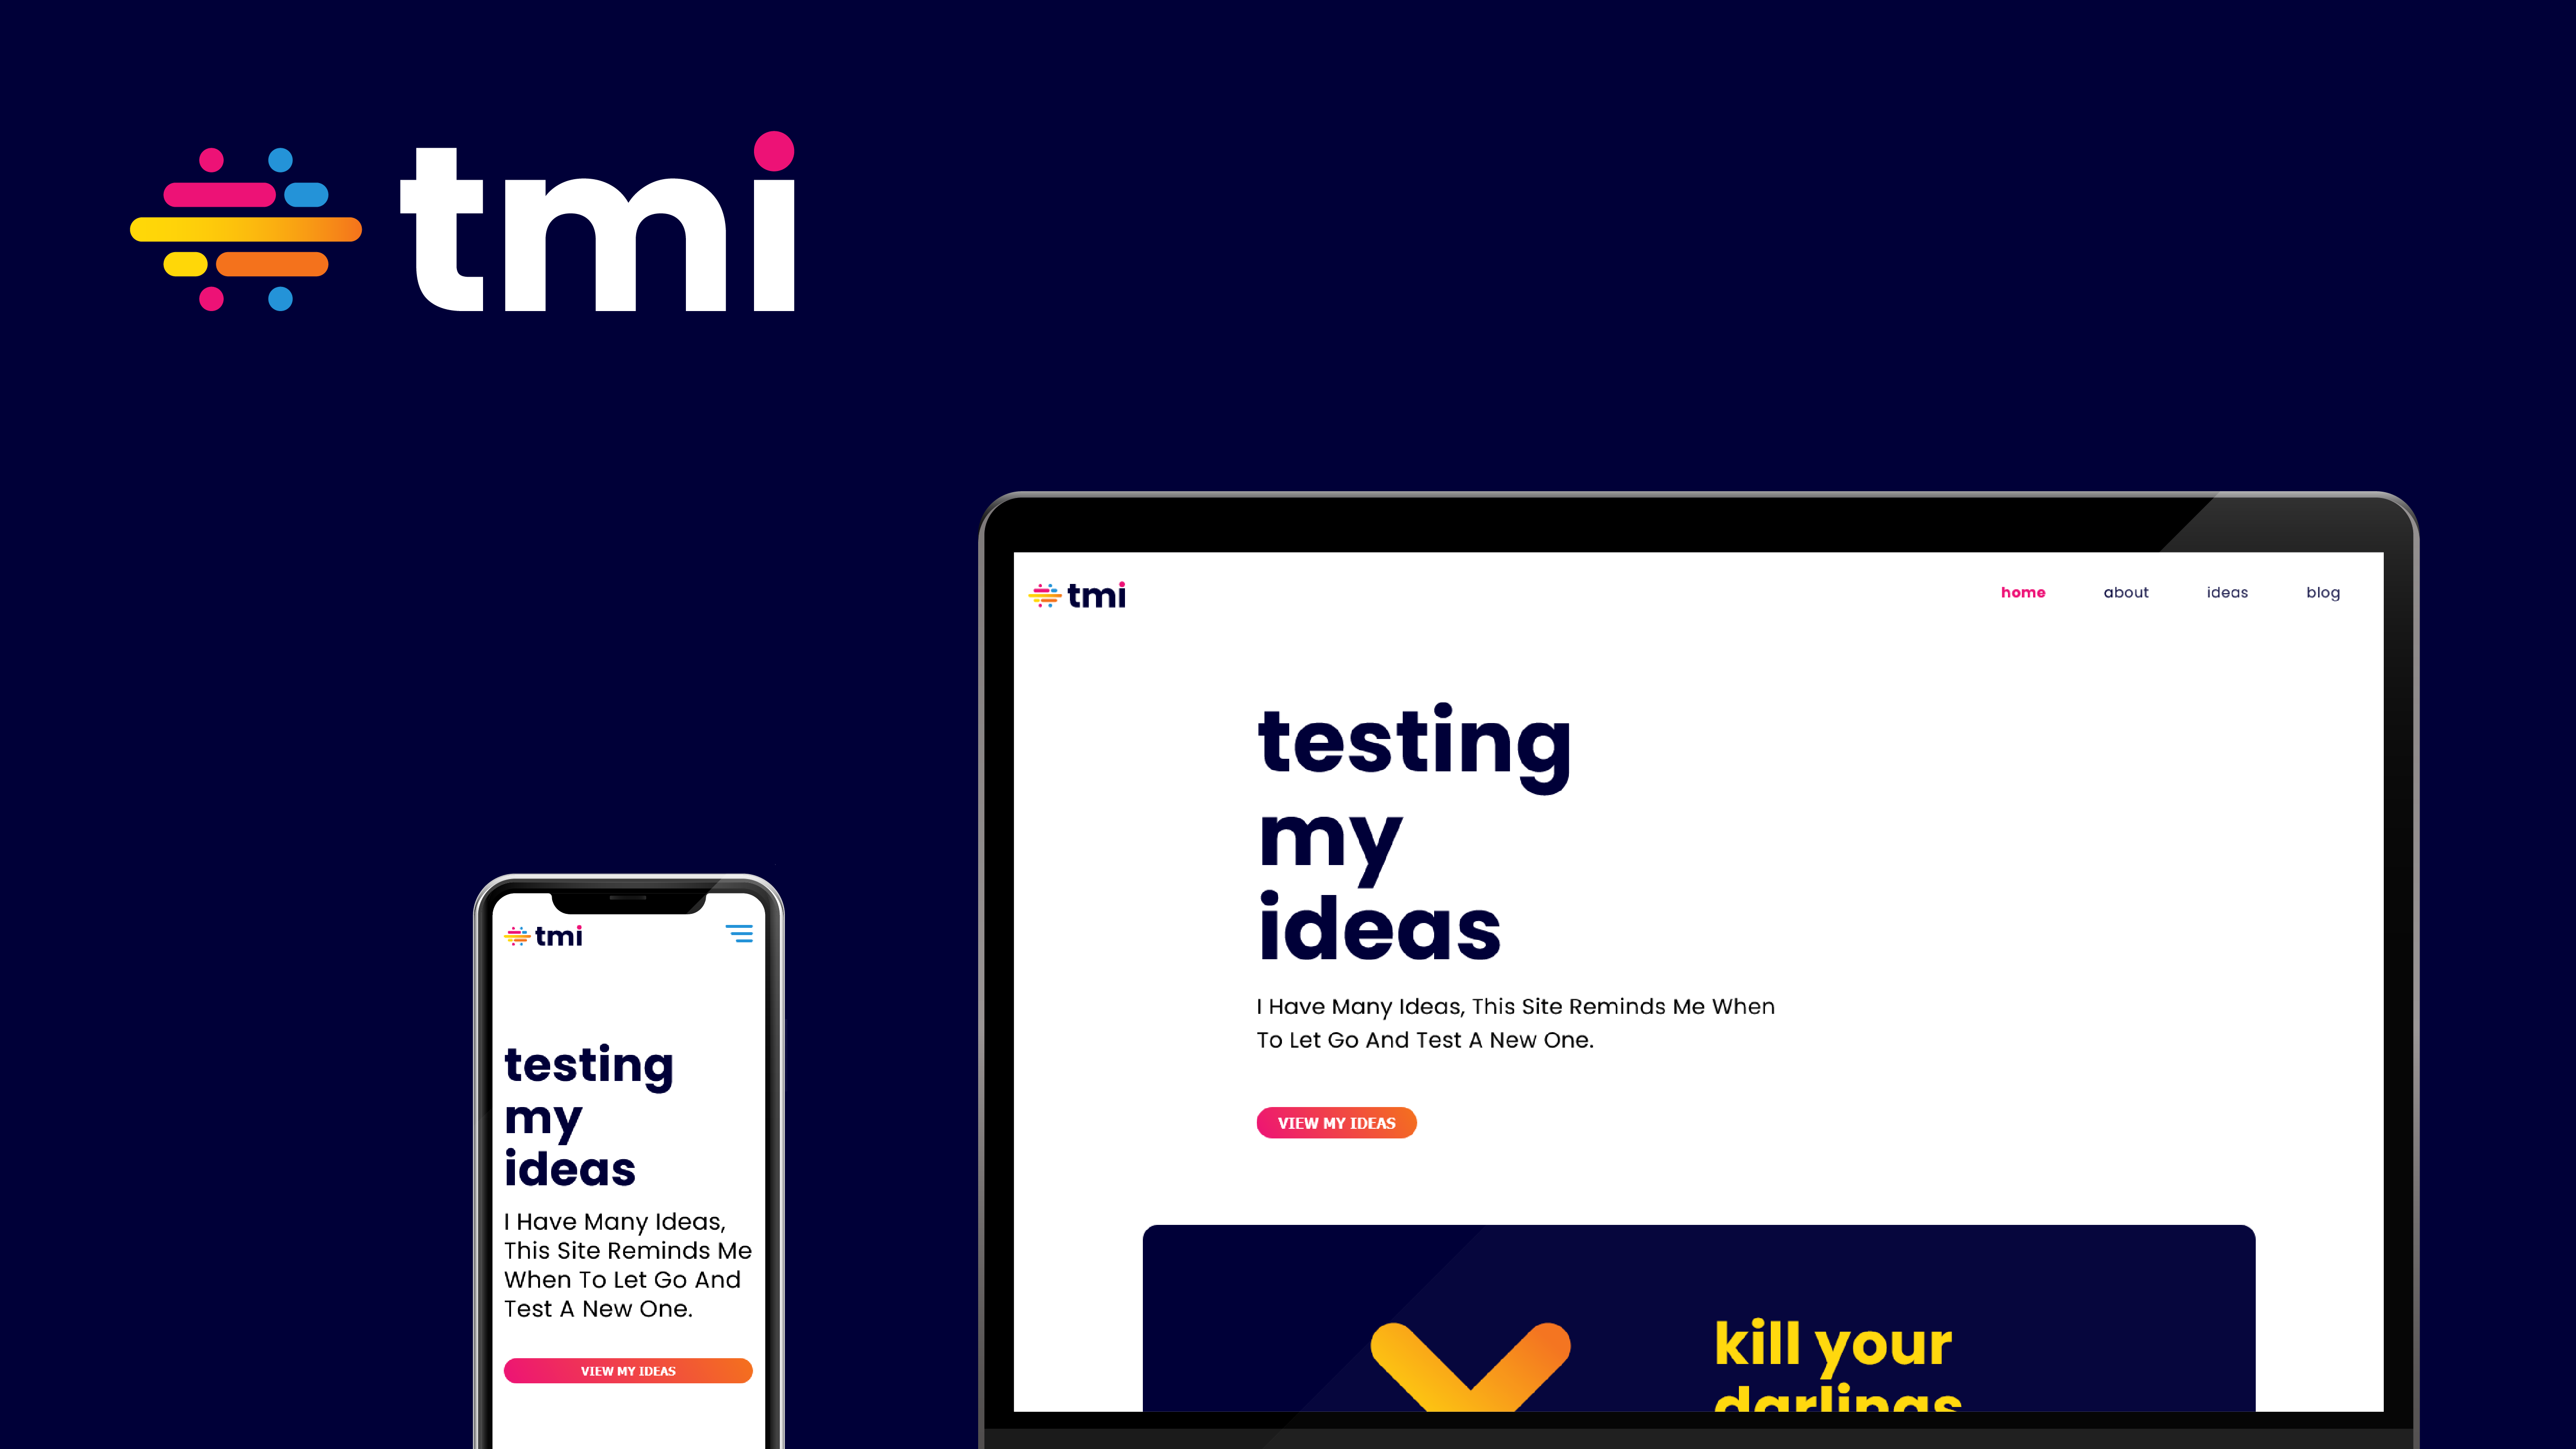 tmi
tmi
home about ideas blog
testing
my
ideas
I Have Many Ideas, This Site Reminds Me When
To Let Go And Test A New One.
VIEW MY IDEAS
kill your
darlings
tmi
testing
my
ideas
I Have Many Ideas,
This Site Reminds Me
When To Let Go And
Test A New One.
VIEW MY IDEAS